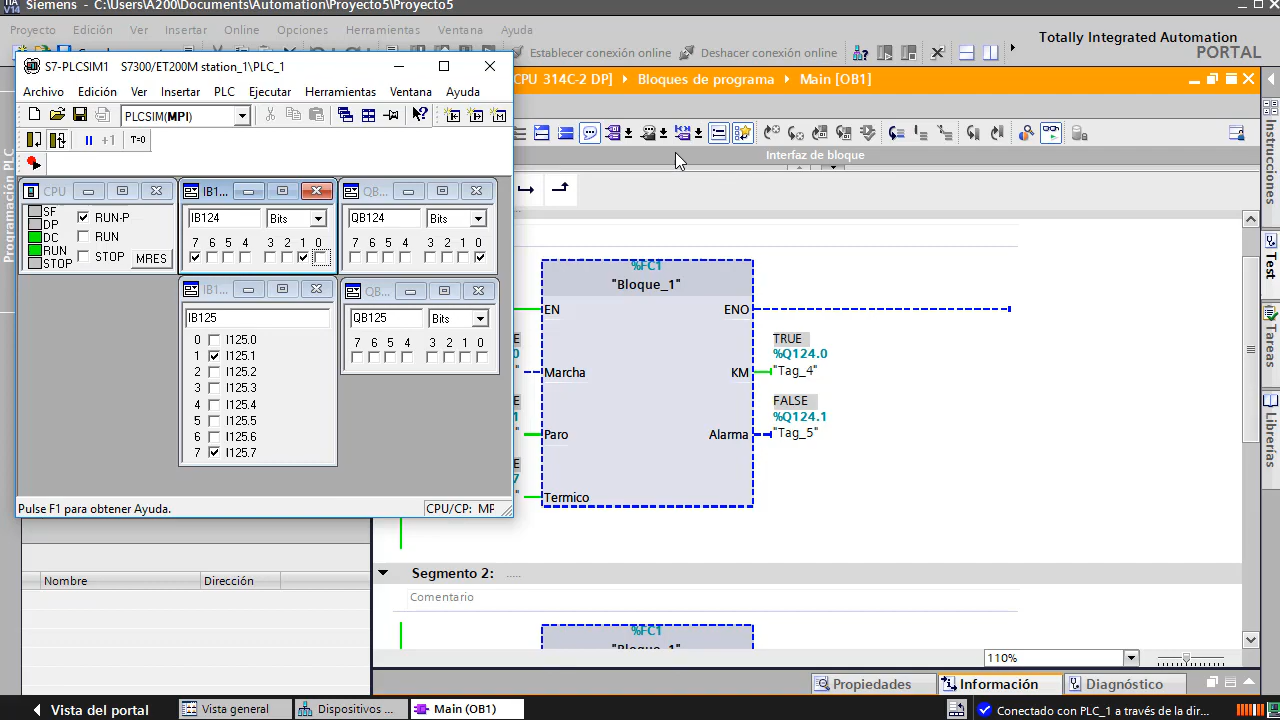 Siemens - C:\Users\A200\Documents\Automation\Proyecto5\Proyecto5
V14
Proyecto Edición Ver Insertar Online Opciones Herramientas Ventana Ayuda
Totally Integrated Automation
PORTAL
Establecer conexión online Deshacer conexión online
S7-PLCSIM1 S7300/ET200M station_1\PLC_1
[CPU 314C-2 DP] Bloques de programa Main [OB1]
Archivo Edición Ver Insertar PLC Ejecutar Herramientas Ventana Ayuda
PLCSIM(MPI)
+1 T=0
Interfaz de bloque
CPU
SF
DP
DC
RUN
STOP
RUN-P
RUN
STOP
MRES
IB1...
IB124 Bits
7 6 5 4 3 2 1 0
QB...
QB124 Bits
7 6 5 4 3 2 1 0
IB1...
IB125
0 I125.0
1 I125.1
2 I125.2
3 I125.3
4 I125.4
5 I125.5
6 I125.6
7 I125.7
QB...
QB125 Bits
7 6 5 4 3 2 1 0
Pulse F1 para obtener Ayuda. CPU/CP: MP
%FC1
"Bloque_1"
EN ENO
Marcha KM
Paro Alarma
Termico
TRUE
%Q124.0
"Tag_4"
FALSE
%Q124.1
"Tag_5"
Segmento 2: .....
Comentario
%FC1
"Bloque_1"
Nombre Dirección
110%
Propiedades Información Diagnóstico
Vista del portal Vista general Dispositivos ... Main (OB1)
Conectado con PLC_1 a través de la dir...
Programación PLC
Instrucciones
Test
Tareas
Librerías